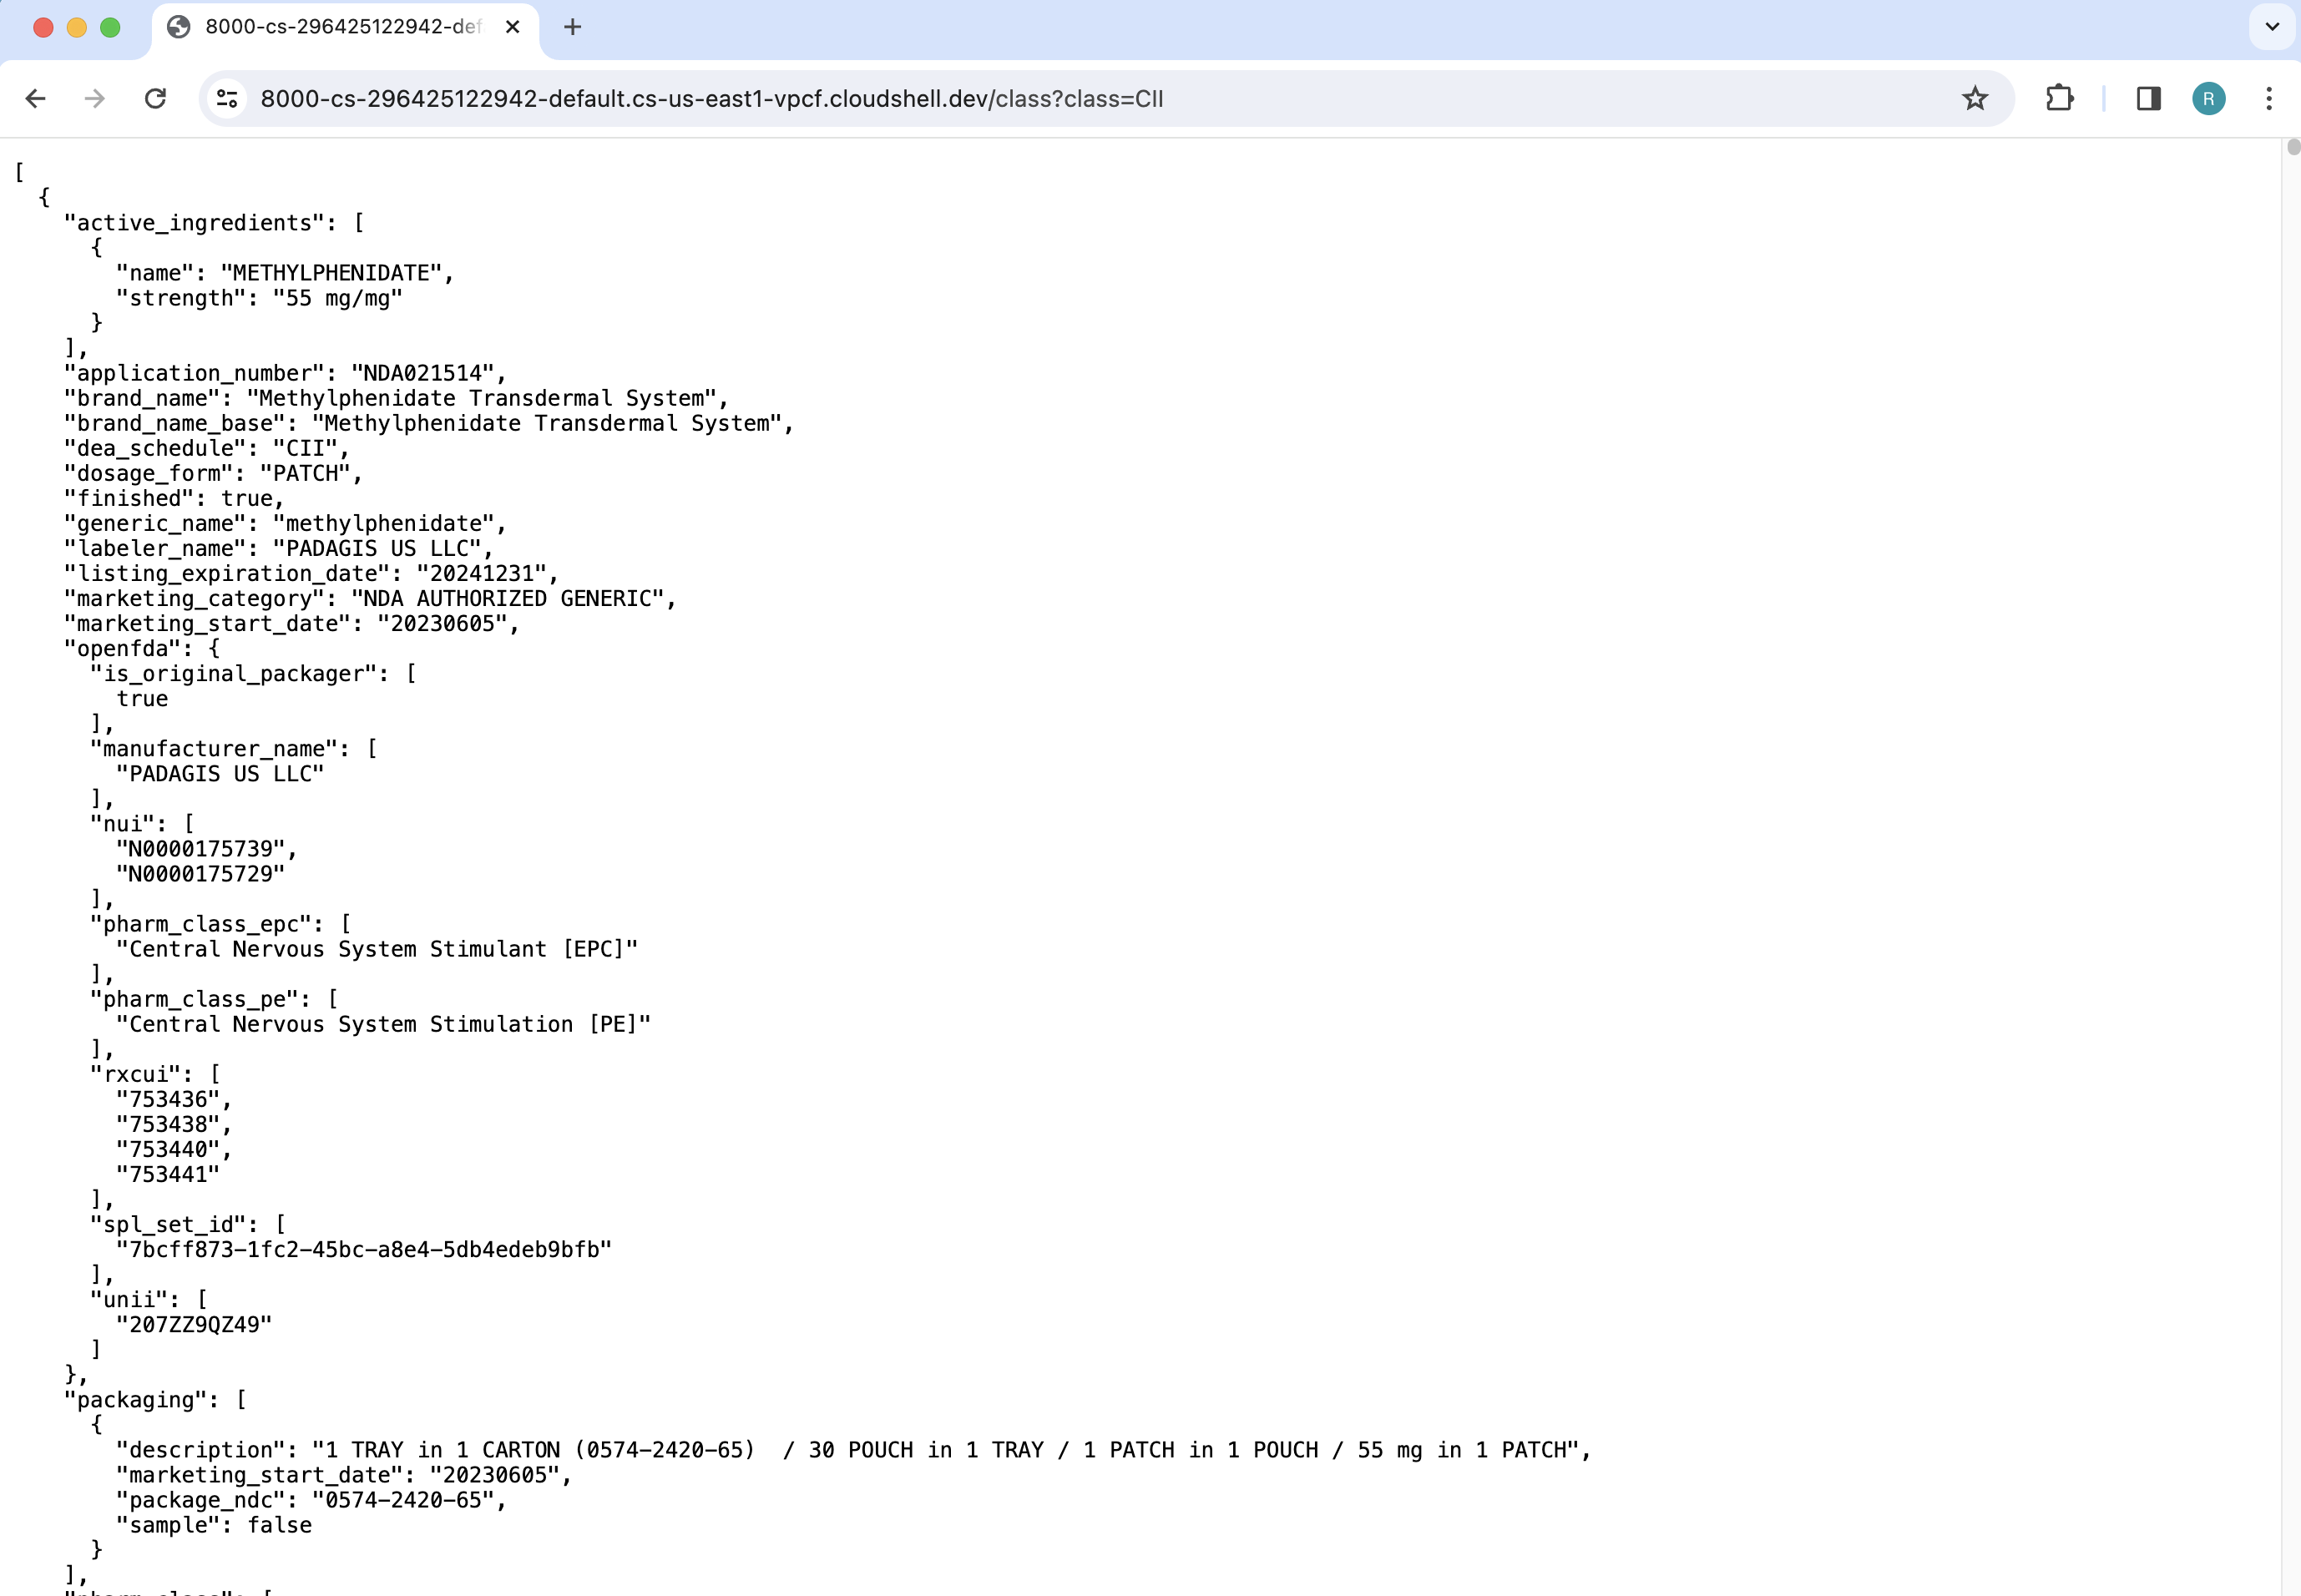 8000-cs-296425122942-def
8000-cs-296425122942-default.cs-us-east1-vpcf.cloudshell.dev/class?class=CII
R
[
  {
    "active_ingredients": [
      {
        "name": "METHYLPHENIDATE",
        "strength": "55 mg/mg"
      }
    ],
    "application_number": "NDA021514",
    "brand_name": "Methylphenidate Transdermal System",
    "brand_name_base": "Methylphenidate Transdermal System",
    "dea_schedule": "CII",
    "dosage_form": "PATCH",
    "finished": true,
    "generic_name": "methylphenidate",
    "labeler_name": "PADAGIS US LLC",
    "listing_expiration_date": "20241231",
    "marketing_category": "NDA AUTHORIZED GENERIC",
    "marketing_start_date": "20230605",
    "openfda": {
      "is_original_packager": [
        true
      ],
      "manufacturer_name": [
        "PADAGIS US LLC"
      ],
      "nui": [
        "N0000175739",
        "N0000175729"
      ],
      "pharm_class_epc": [
        "Central Nervous System Stimulant [EPC]"
      ],
      "pharm_class_pe": [
        "Central Nervous System Stimulation [PE]"
      ],
      "rxcui": [
        "753436",
        "753438",
        "753440",
        "753441"
      ],
      "spl_set_id": [
        "7bcff873-1fc2-45bc-a8e4-5db4edeb9bfb"
      ],
      "unii": [
        "207ZZ9QZ49"
      ]
    },
    "packaging": [
      {
        "description": "1 TRAY in 1 CARTON (0574-2420-65)  / 30 POUCH in 1 TRAY / 1 PATCH in 1 POUCH / 55 mg in 1 PATCH",
        "marketing_start_date": "20230605",
        "package_ndc": "0574-2420-65",
        "sample": false
      }
    ],